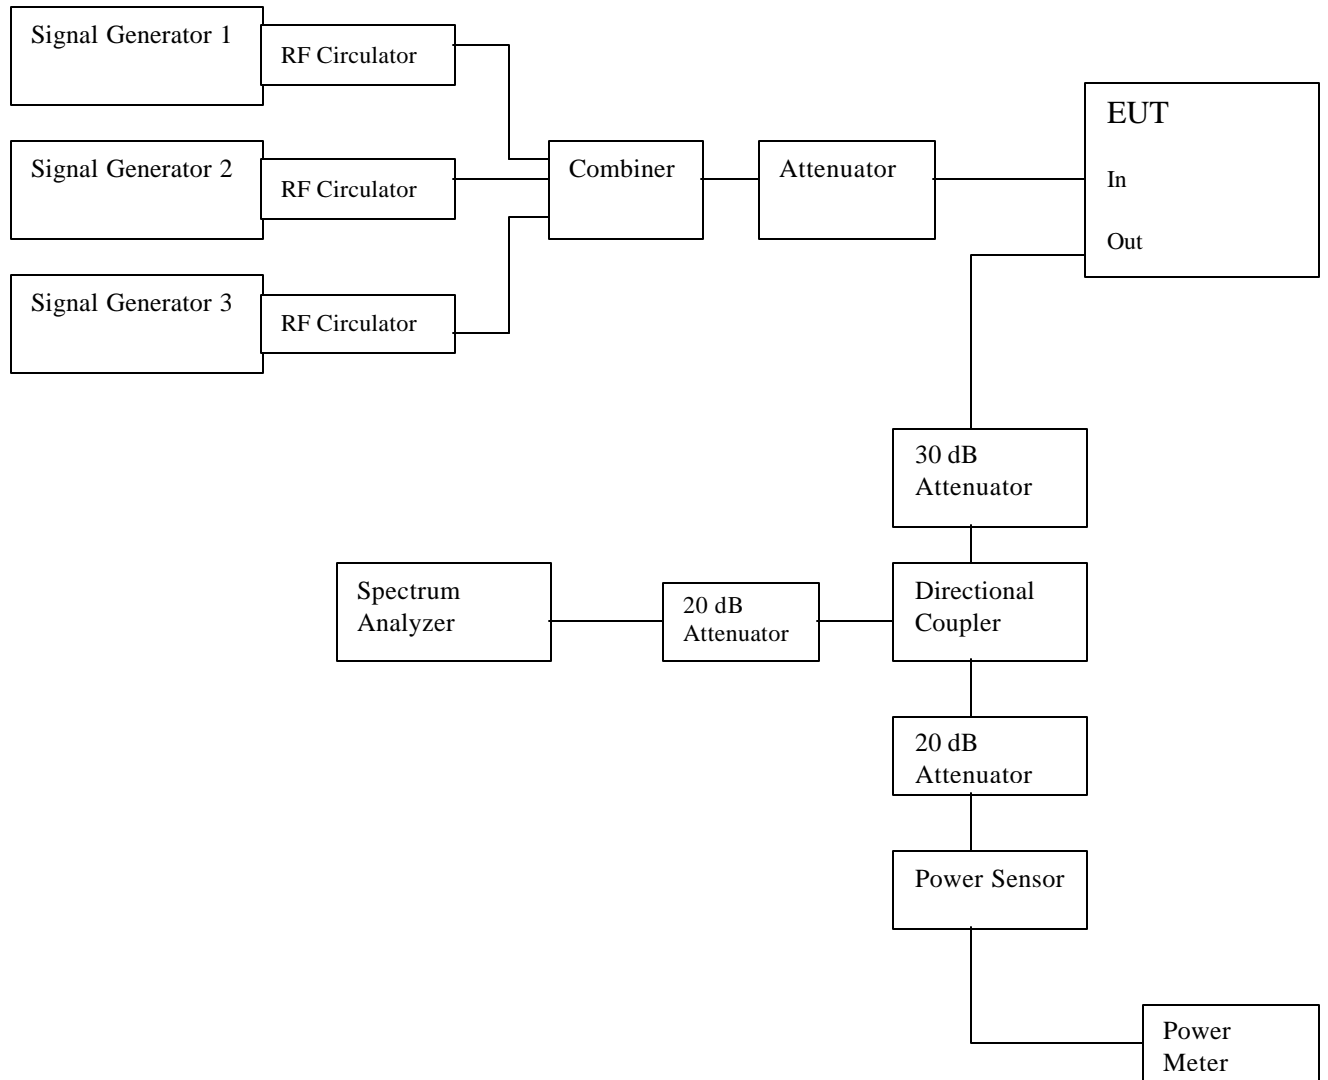 Signal Generator 1
RF Circulator
EUT
Signal Generator 2
RF Circulator
Combiner
Attenuator
In
Out
Signal Generator 3
RF Circulator
30 dB
Attenuator
Spectrum
Analyzer
20 dB
Attenuator
Directional
Coupler
20 dB
Attenuator
Power Sensor
Power
Meter